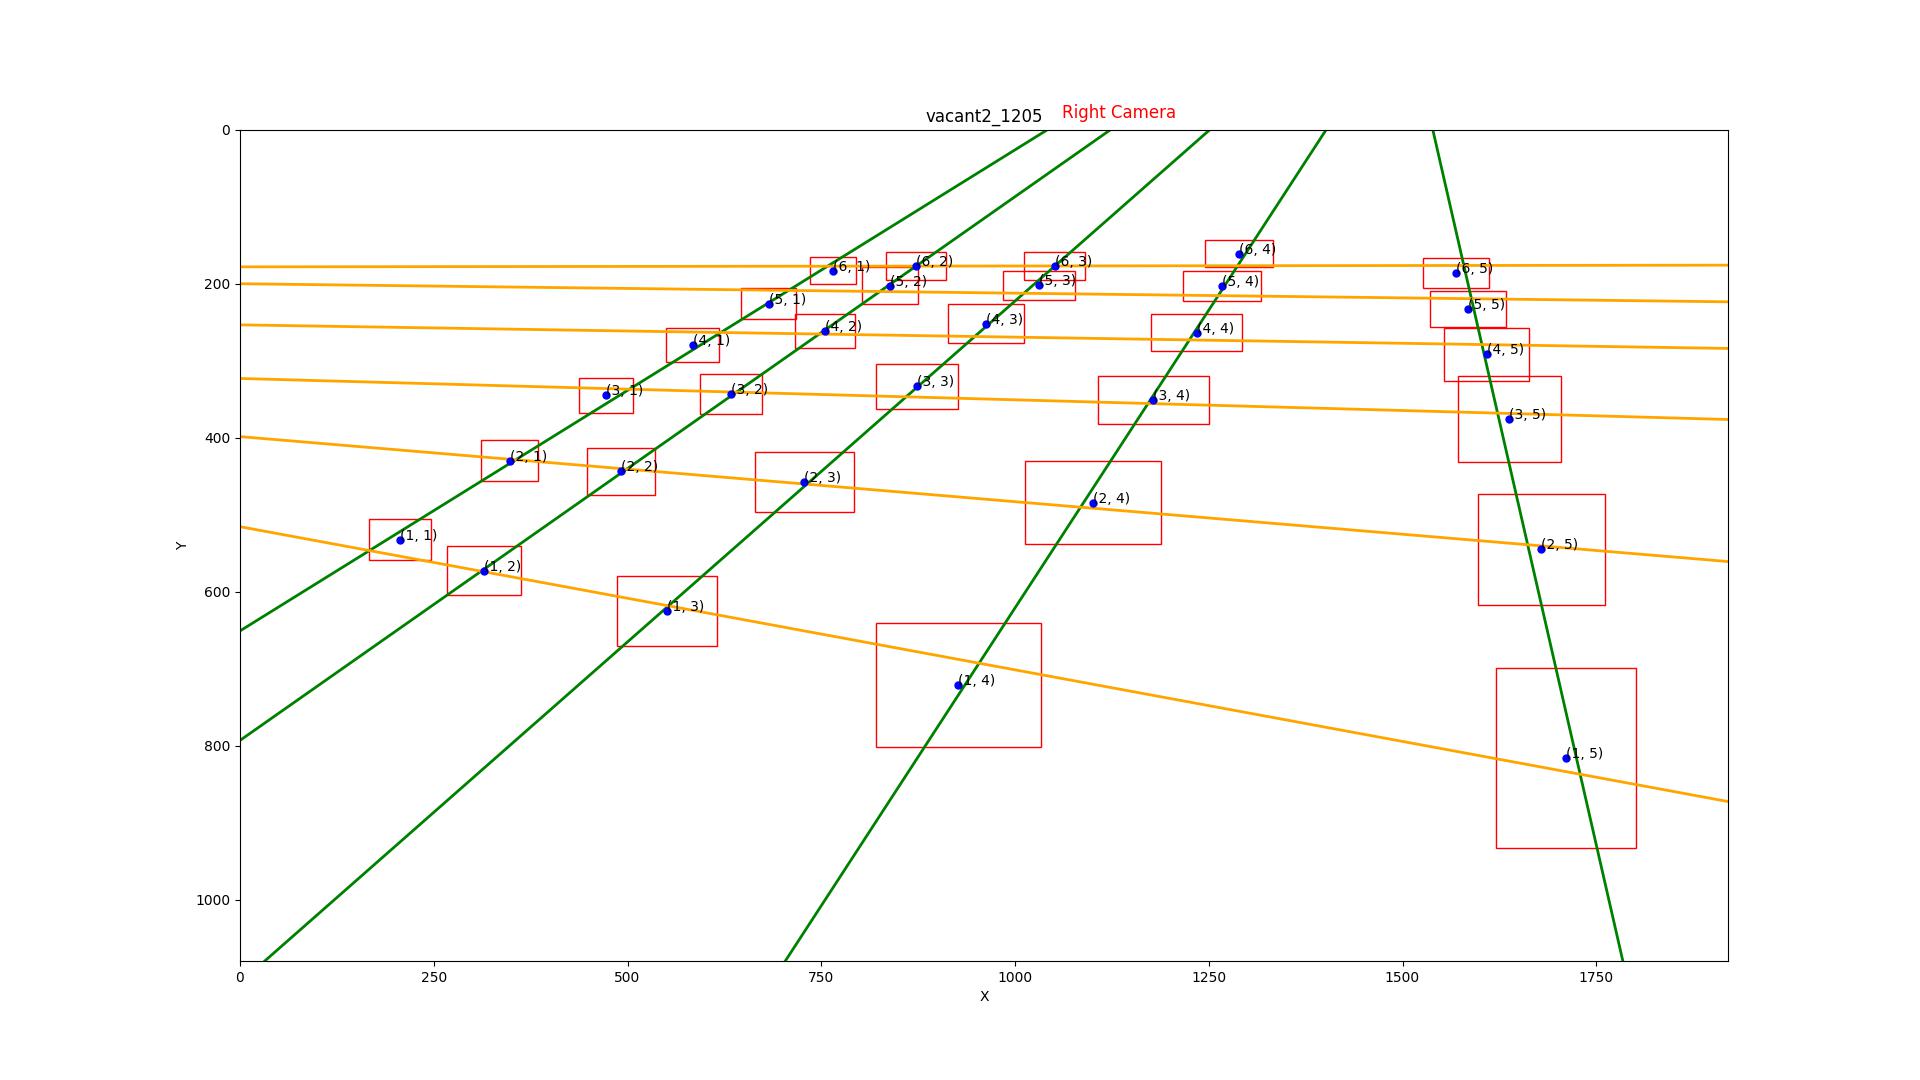 vacant2_1205 Right Camera
0
(6, 4)
(6, 1) (6, 2) (6, 3) (6, 5)
200
(5, 1) (5, 2) (5, 3) (5, 4) (5, 5)
(4, 1) (4, 2) (4, 3) (4, 4) (4, 5)
(3, 1) (3, 2) (3, 3) (3, 4) (3, 5)
400
(2, 1) (2, 2) (2, 3) (2, 4) (2, 5)
Y
(1, 1) (1, 2) (1, 3) (1, 4) (1, 5)
600
800
1000
0 250 500 750 1000 1250 1500 1750
X